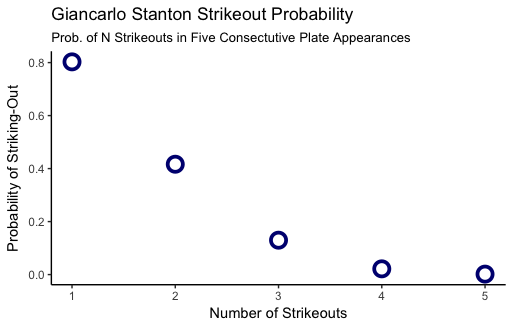 Giancarlo Stanton Strikeout Probability
Prob. of N Strikeouts in Five Consectutive Plate Appearances
Probability of Striking-Out
0.8
0.6
0.4
0.2
0.0
1 2 3 4 5
Number of Strikeouts